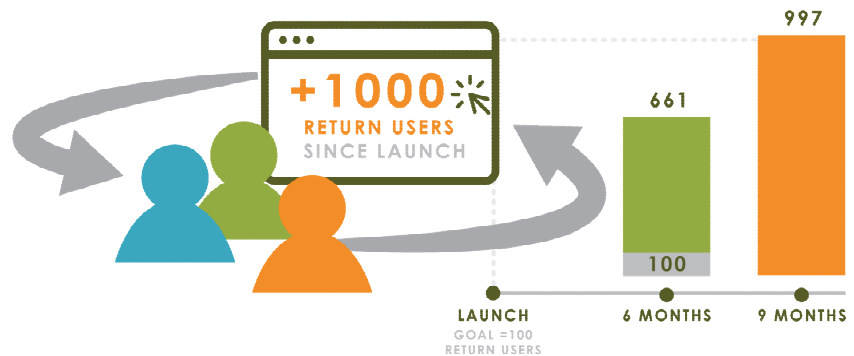 +1000
RETURN USERS
SINCE LAUNCH
661
100
997
LAUNCH
GOAL =100
RETURN USERS
6 MONTHS
9 MONTHS